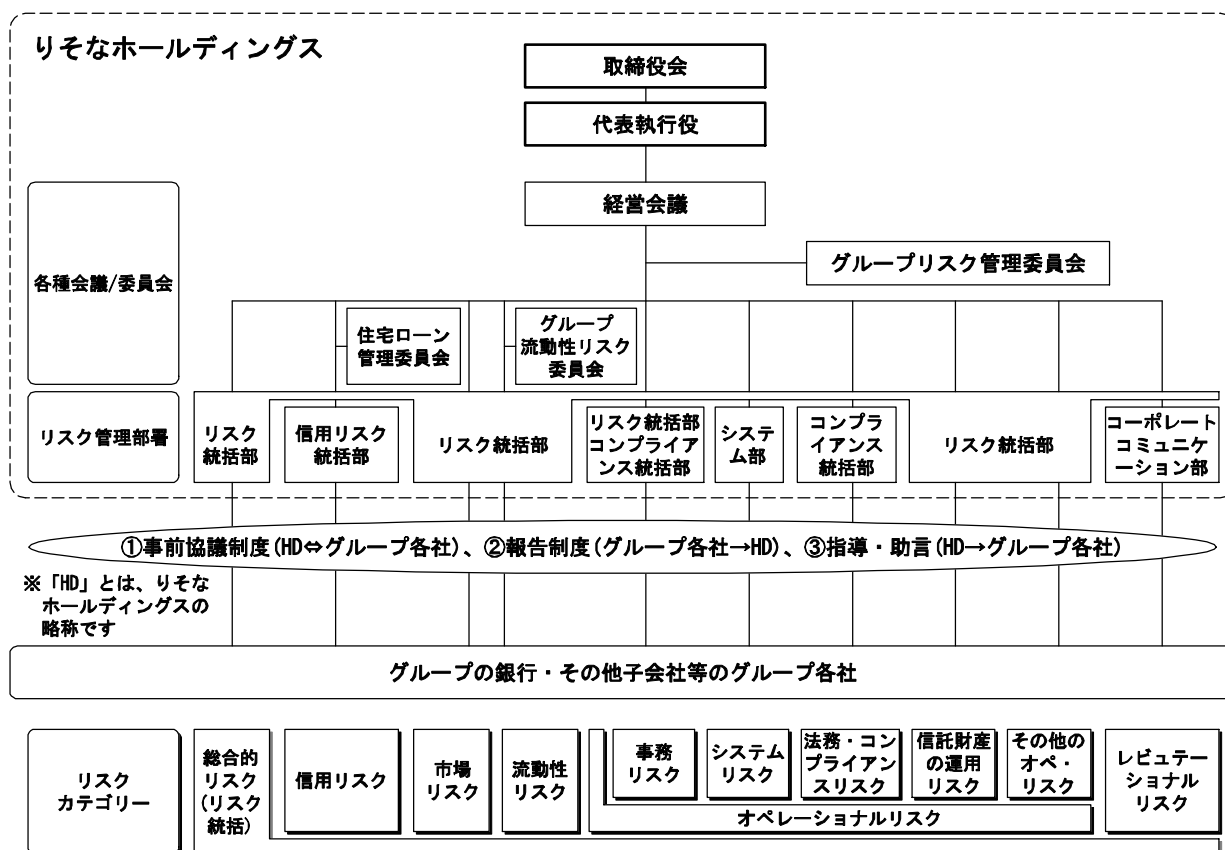 りそなホールディングス
取締役会
代表執行役
経営会議
グループリスク管理委員会
各種会議/委員会
住宅ローン
管理委員会
グループ
流動性リスク
委員会
リスク管理部署
リスク
統括部
信用リスク
統括部
リスク統括部
リスク統括部
コンプライア
ンス統括部
システ
ム部
コンプラ
イアンス
統括部
リスク統括部
コーポレート
コミュニケ
ーション部
①事前協議制度(HD⇔グループ各社)、②報告制度(グループ各社→HD)、③指導・助言(HD→グループ各社)
※「HD」とは、りそな
ホールディングスの
略称です
グループの銀行・その他子会社等のグループ各社
リスク
カテゴリー
総合的
リスク
(リスク
統括)
信用リスク
市場
リスク
流動性
リスク
事務
リスク
システム
リスク
法務・コン
プライアン
スリスク
信託財産
の運用
リスク
その他の
オペ・
リスク
オペレーショナルリスク
レピュテー
ショナル
リスク